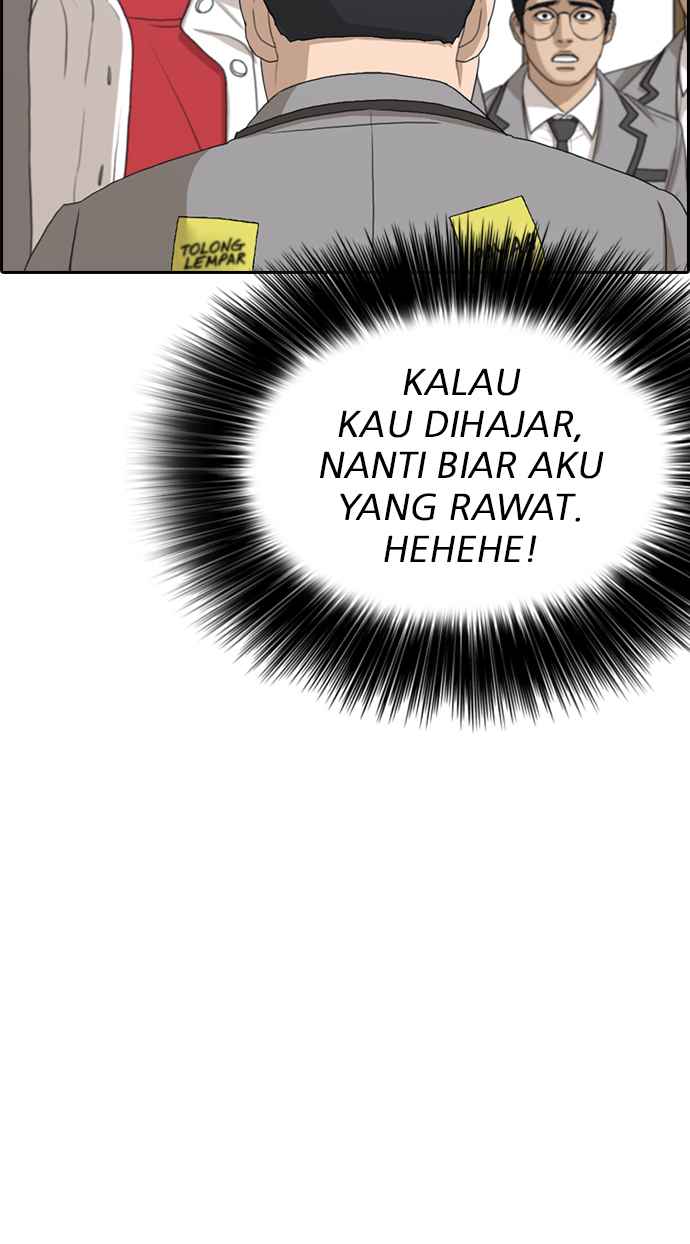 TOLONG
LEMPAR
KALAU
KAU DIHAJAR,
NANTI BIAR AKU
YANG RAWAT.
HEHEHE!